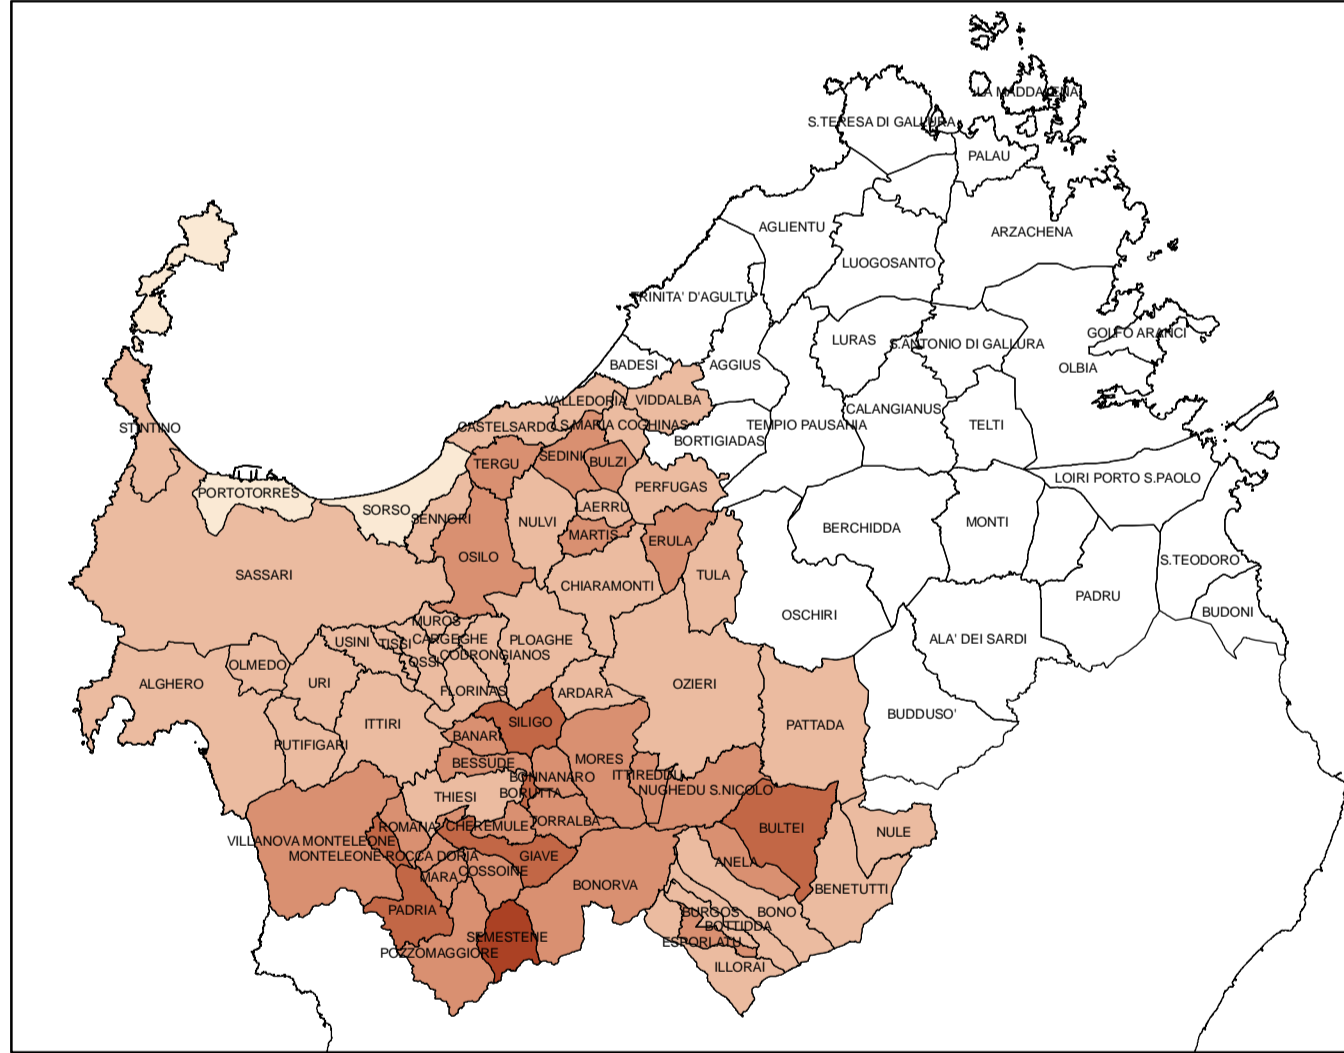 LA MADDALENA
S.TERESA DI GALLURA
PALAU
AGLIENTU
ARZACHENA
LUOGOSANTO
TRINITA' D'AGULTU
GOLFO ARANCI
LURAS
S.ANTONIO DI GALLURA
BADESI
AGGIUS
OLBIA
VALLEDORIA
VIDDALBA
CALANGIANUS
STINTINO
CASTELSARDO
S.MARIA COGHINAS
TEMPIO PAUSANIA
TELTI
BORTIGIADAS
TERGU
SEDINI
BULZI
LOIRI PORTO S.PAOLO
PORTOTORRES
PERFUGAS
SORSO
SENNORI
NULVI
LAERRU
BERCHIDDA
MONTI
MARTIS
ERULA
OSILO
S.TEODORO
SASSARI
CHIARAMONTI
TULA
PADRU
OSCHIRI
BUDONI
MUROS
USINI
TISSI
CARGEGHE
PLOAGHE
ALA' DEI SARDI
OSSI
CODRONGIANOS
OLMEDO
ALGHERO
URI
FLORINAS
ARDARA
OZIERI
BUDDUSO'
ITTIRI
SILIGO
PATTADA
BANARI
PUTIFIGARI
BESSUDE
MORES
BONNANARO
ITTIREDDU
THIESI
BORUTTA
NUGHEDU S.NICOLO
ROMANA
CHEREMULE
TORRALBA
BULTEI
NULE
VILLANOVA MONTELEONE
MONTELEONE ROCCA DORIA
GIAVE
ANELA
MARA
COSSOINE
BONORVA
BENETUTTI
PADRIA
BURGOS
BONO
BOTTIDDA
SEMESTENE
ESPORLATU
POZZOMAGGIORE
ILLORAI